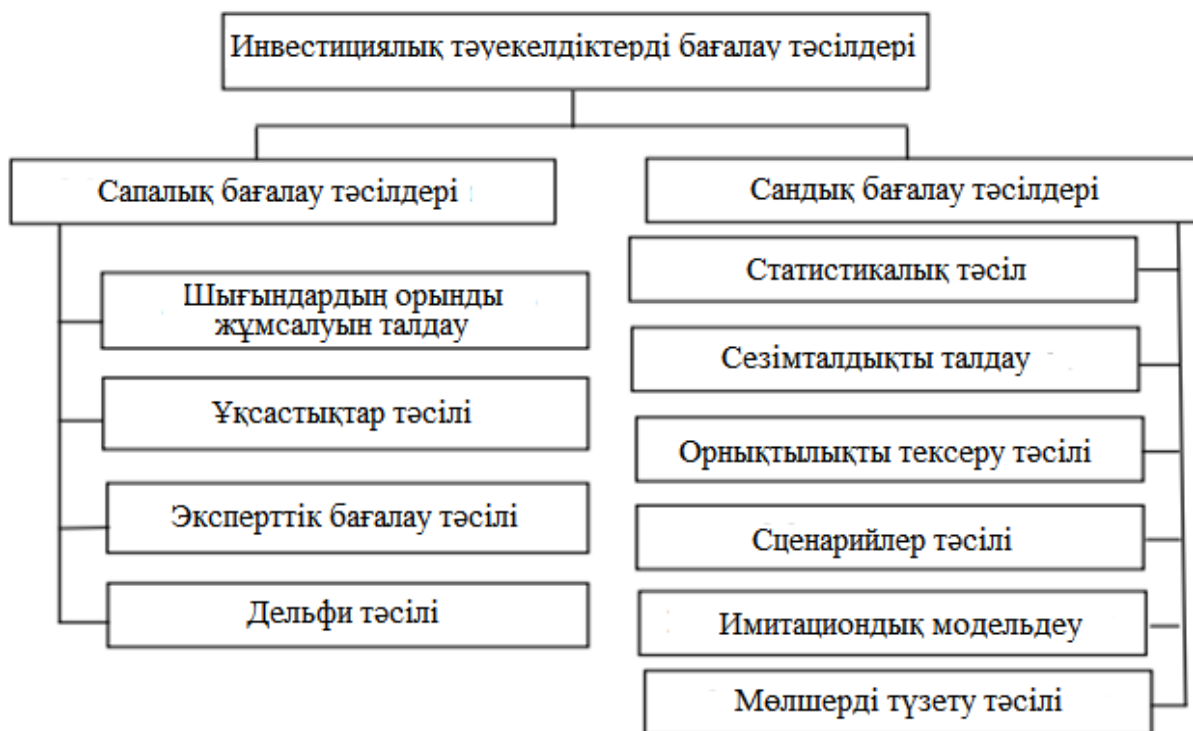 Инвестициялық тәуекелдіктерді бағалау тәсілдері
Сапалық бағалау тәсілдері
Шығындардың орынды
жұмсалуын талдау
Ұқсастықтар тәсілі
Эксперттік бағалау тәсілі
Дельфи тәсілі
Сандық бағалау тәсілдері
Статистикалық тәсіл
Сезімталдықты талдау
Орнықтылықты тексеру тәсілі
Сценарийлер тәсілі
Имитациондық модельдеу
Мөлшерді түзету тәсілі